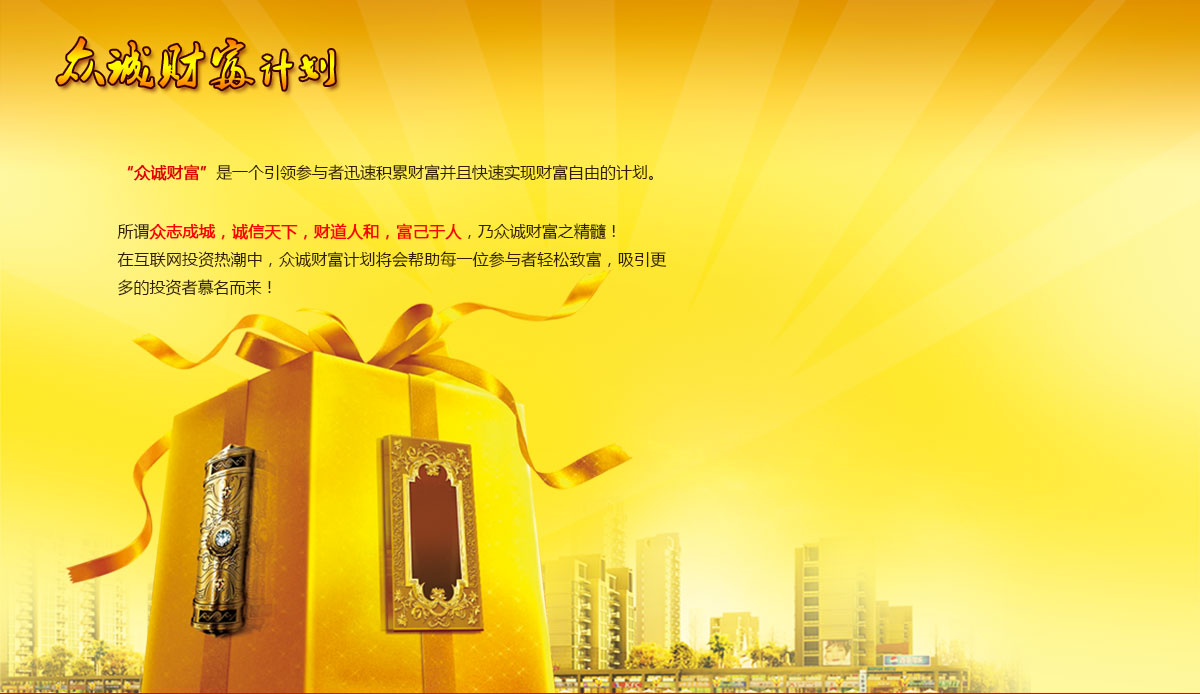 众诚财富计划
“众诚财富”是一个引领参与者迅速积累财富并且快速实现财富自由的计划。
所谓众志成城，诚信天下，财道人和，富己于人，乃众诚财富之精髓！
在互联网投资热潮中，众诚财富计划将会帮助每一位参与者轻松致富，吸引更
多的投资者慕名而来！